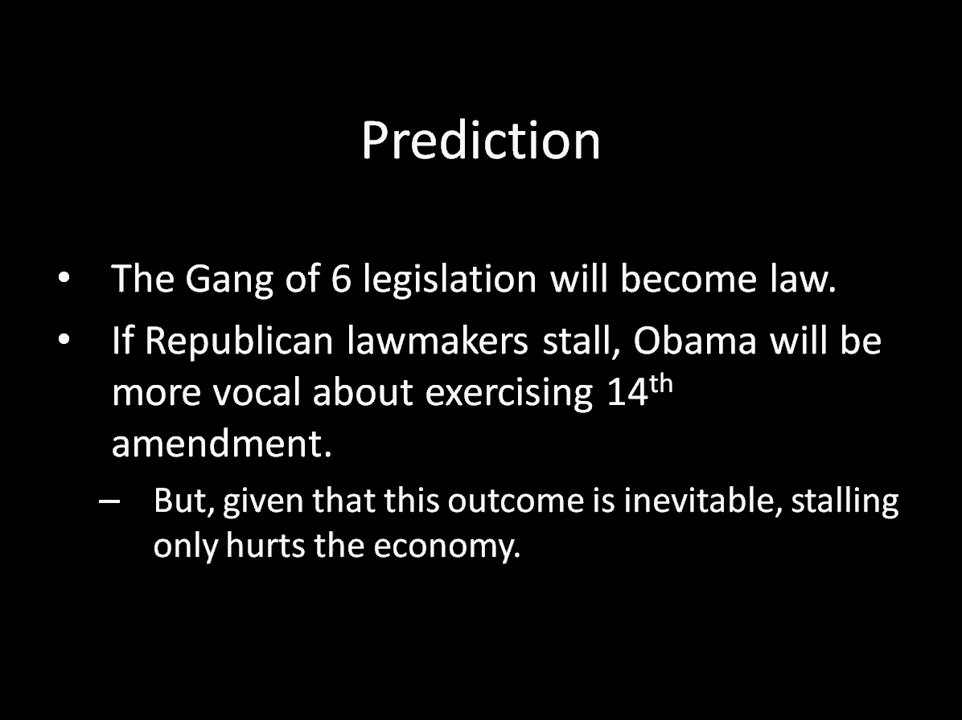 Prediction
• The Gang of 6 legislation will become law.
• If Republican lawmakers stall, Obama will be
more vocal about exercising 14th
amendment.
– But, given that this outcome is inevitable, stalling
only hurts the economy.